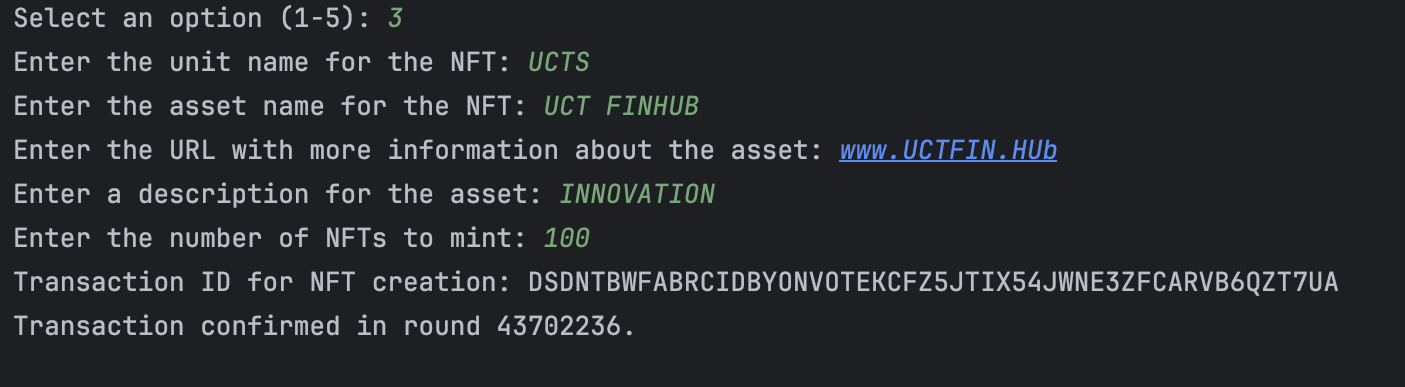 Select an option (1-5): 3
Enter the unit name for the NFT: UCTS
Enter the asset name for the NFT: UCT FINHUB
Enter the URL with more information about the asset: www.UCTFIN.HUb
Enter a description for the asset: INNOVATION
Enter the number of NFTs to mint: 100
Transaction ID for NFT creation: DSDNTBWFABRCIDBYONVOTEKCFZ5JTIX54JWNE3ZFCARVB6QZT7UA
Transaction confirmed in round 43702236.